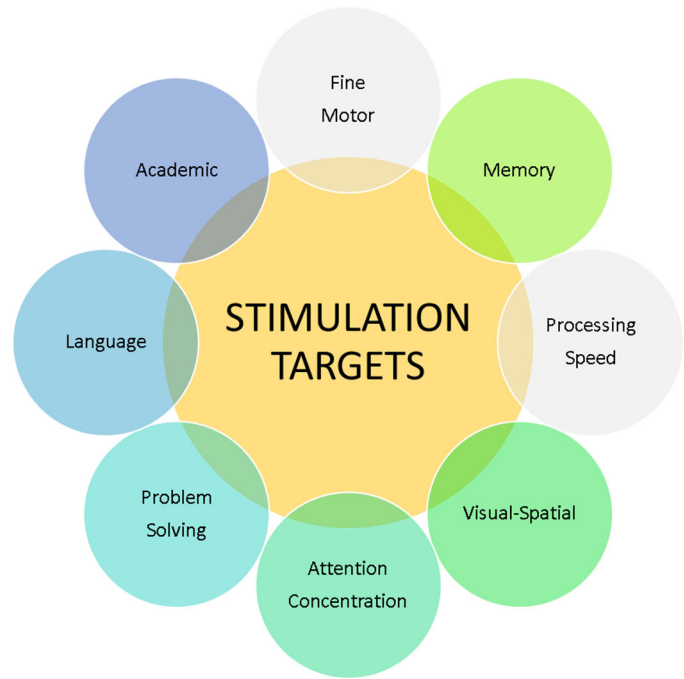 Fine
Motor
Memory
Processing
Speed
Visual-Spatial
Attention
Concentration
Problem
Solving
Language
Academic
STIMULATION
TARGETS